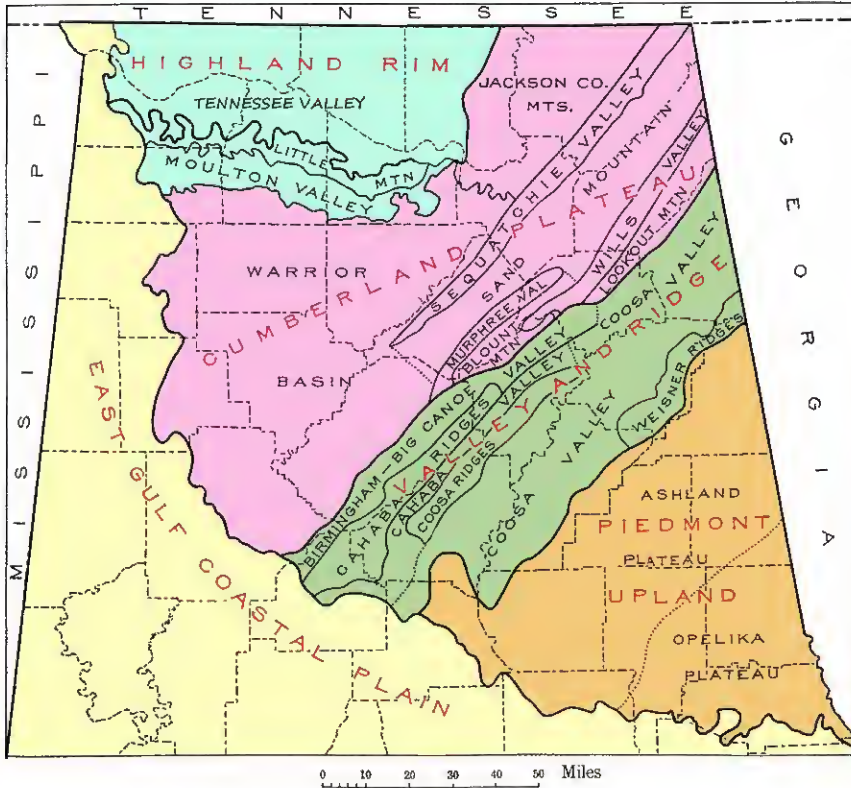 TENNESSEE
MISSISSIPPI
GEORGIA
HIGHLAND RIM
TENNESSEE VALLEY
LITTLE MTN
MOULTON VALLEY
JACKSON CO.
MTS.
CUMBERLAND PLATEAU
WARRIOR
BASIN
SEQUATCHIE VALLEY
SAND MOUNTAIN
MURPHREE VAL
BLOUNT
MTN
WILLS VALLEY
LOOKOUT MTN
VALLEY AND RIDGE
BIRMINGHAM-BIG CANOE VALLEY
CAHABA RIDGES
CAHABA VALLEY
COOSA RIDGES
COOSA VALLEY
COOSA VALLEY
WEISNER RIDGES
PIEDMONT
UPLAND
ASHLAND
PLATEAU
OPELIKA
PLATEAU
EAST GULF COASTAL PLAIN
0 10 20 30 40 50 Miles